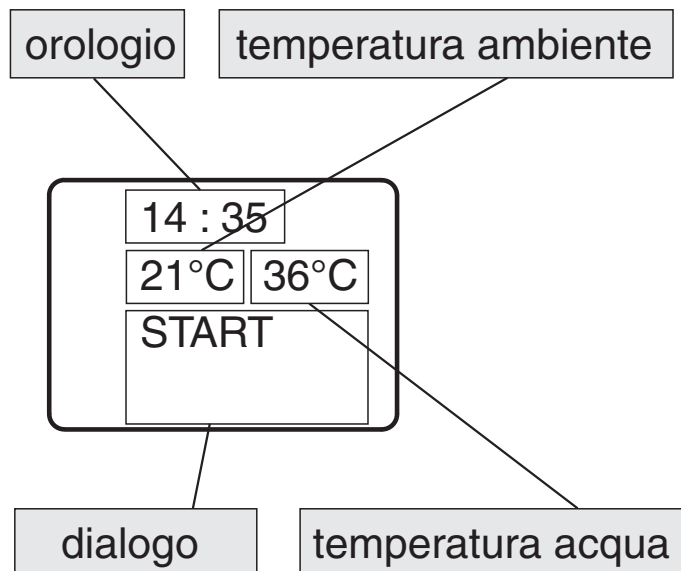 orologio temperatura ambiente
14 : 35
21°C 36°C
START
dialogo temperatura acqua